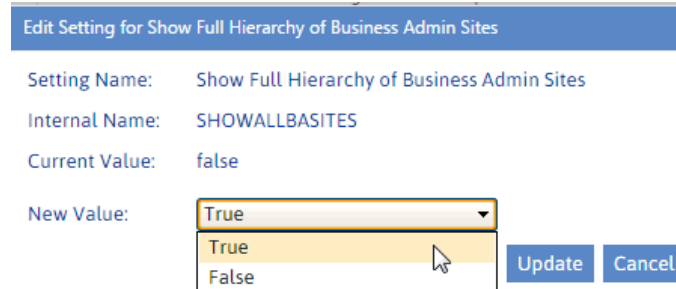 Edit Setting for Show Full Hierarchy of Business Admin Sites
Setting Name: Show Full Hierarchy of Business Admin Sites
Internal Name: SHOWALLBASITES
Current Value: false
New Value: True
True
False
Update Cancel